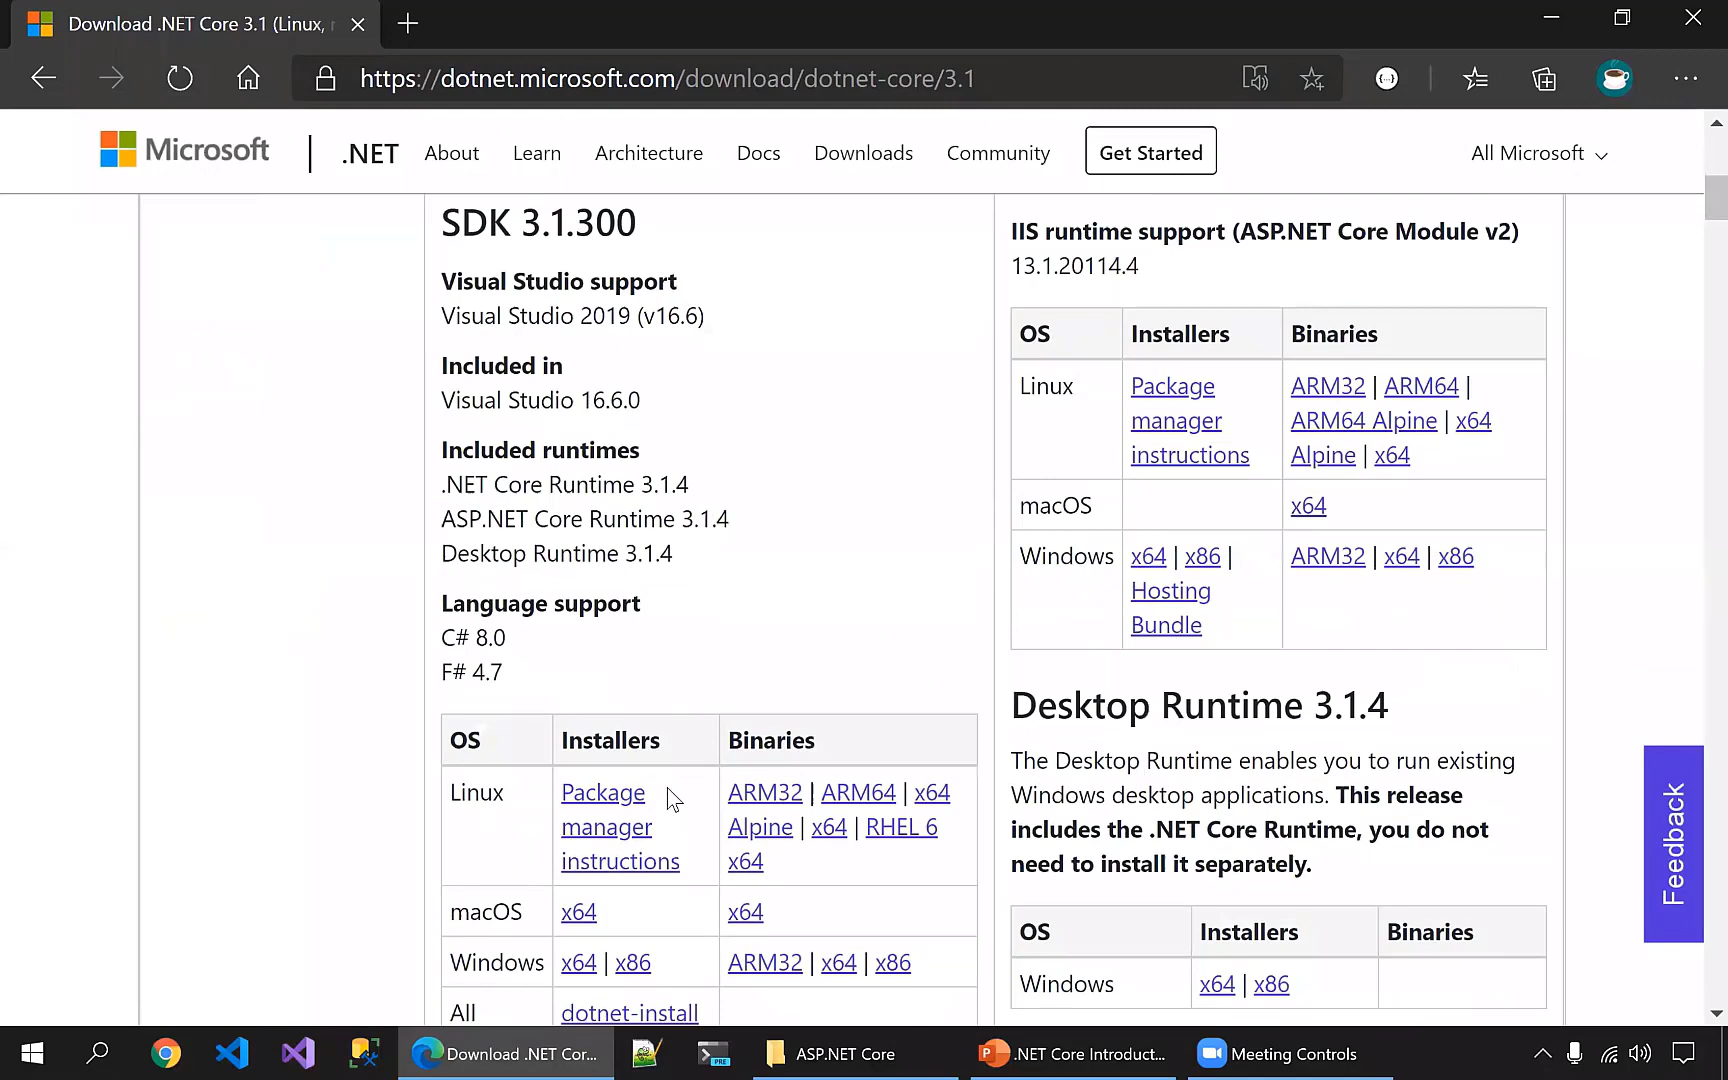 Download .NET Core 3.1 (Linux,
https://dotnet.microsoft.com/download/dotnet-core/3.1
Microsoft
.NET
About
Learn
Architecture
Docs
Downloads
Community
Get Started
All Microsoft
SDK 3.1.300
Visual Studio support
Visual Studio 2019 (v16.6)
Included in
Visual Studio 16.6.0
Included runtimes
.NET Core Runtime 3.1.4
ASP.NET Core Runtime 3.1.4
Desktop Runtime 3.1.4
Language support
C# 8.0
F# 4.7
OS Installers Binaries
Linux Package ARM32 | ARM64 | x64
manager Alpine | x64 | RHEL 6
instructions x64
macOS x64 x64
Windows x64 | x86 ARM32 | x64 | x86
All dotnet-install
IIS runtime support (ASP.NET Core Module v2)
13.1.20114.4
OS Installers Binaries
Linux Package ARM32 | ARM64 |
manager ARM64 Alpine | x64
instructions Alpine | x64
macOS x64
Windows x64 | x86 | ARM32 | x64 | x86
Hosting
Bundle
Desktop Runtime 3.1.4
The Desktop Runtime enables you to run existing
Windows desktop applications. This release
includes the .NET Core Runtime, you do not
need to install it separately.
OS Installers Binaries
Windows x64 | x86
Feedback
Download .NET Cor...
PRE
ASP.NET Core
.NET Core Introduct...
Meeting Controls